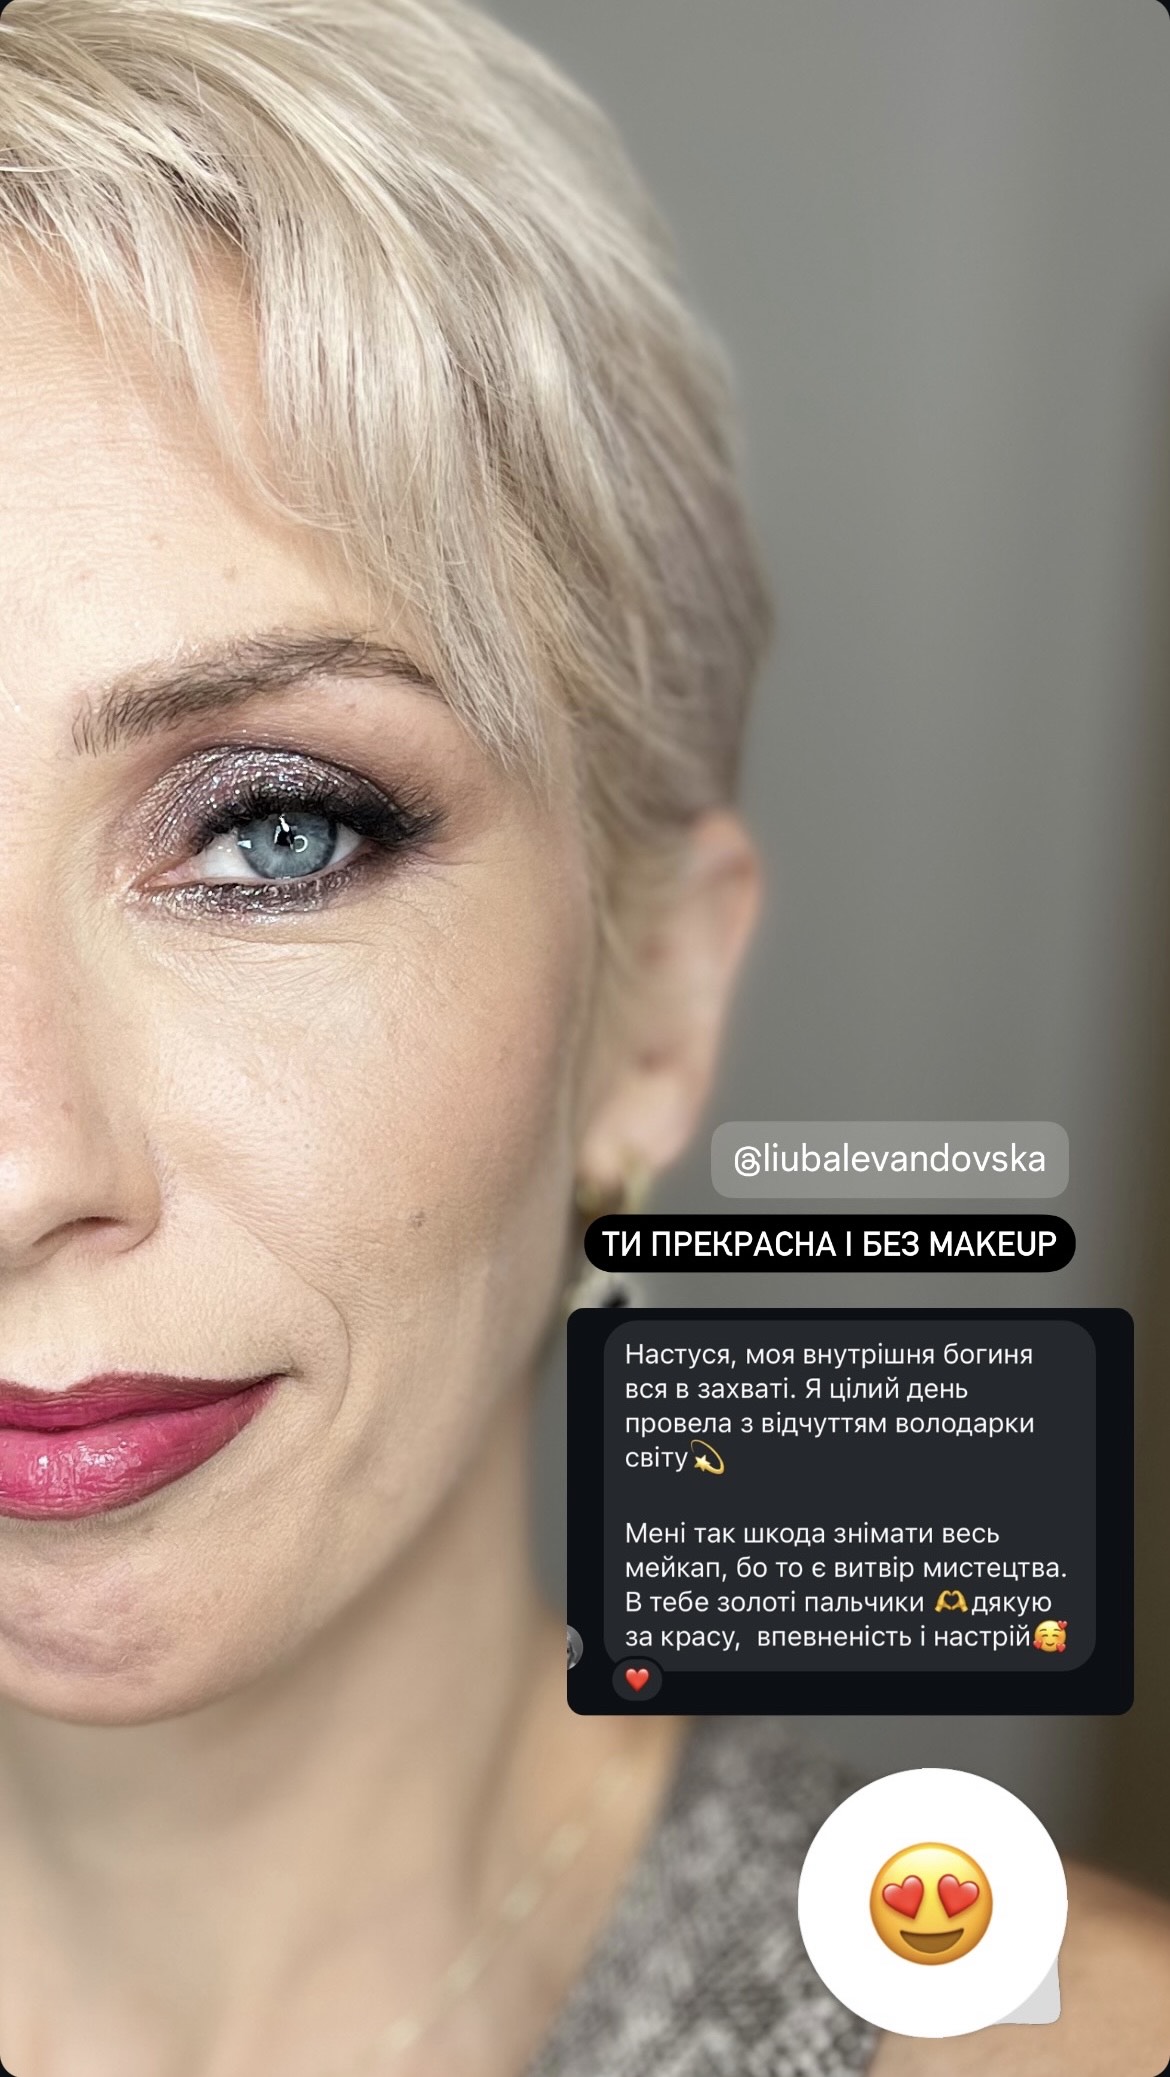 @liubalevandovska
ТИ ПРЕКРАСНА І БЕЗ MAKEUP
Настуся, моя внутрішня богиня
вся в захваті. Я цілий день
провела з відчуттям володарки
світу💫
Мені так шкода знімати весь
мейкап, бо то є витвір мистецтва.
В тебе золоті пальчики 🫶дякую
за красу,  впевненість і настрій🥰